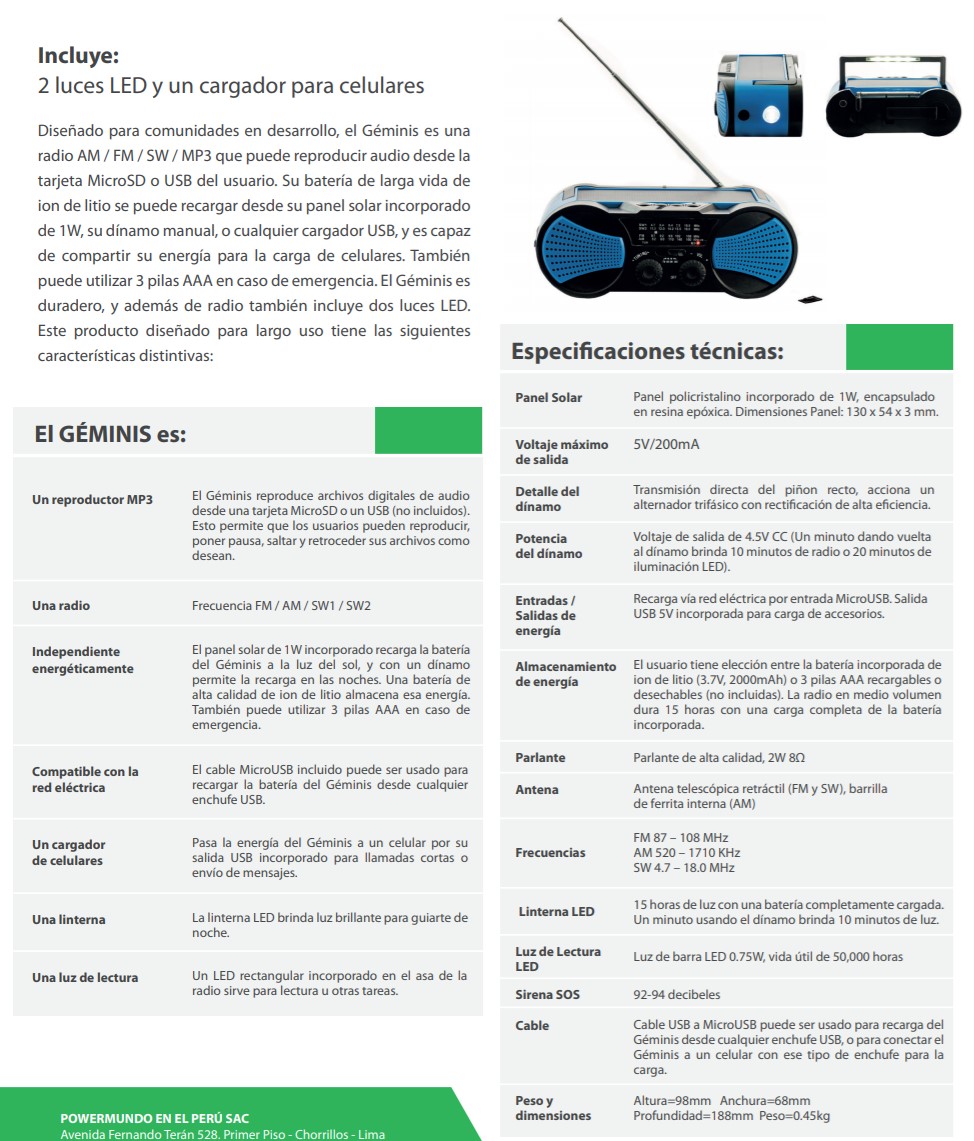 Incluye:
2 luces LED y un cargador para celulares
Diseñado para comunidades en desarrollo, el Géminis es una
radio AM / FM / SW / MP3 que puede reproducir audio desde la
tarjeta MicroSD o USB del usuario. Su batería de larga vida de
ion de litio se puede recargar desde su panel solar incorporado
de 1W, su dínamo manual, o cualquier cargador USB, y es capaz
de compartir su energía para la carga de celulares. También
puede utilizar 3 pilas AAA en caso de emergencia. El Géminis es
duradero, y además de radio también incluye dos luces LED.
Este producto diseñado para largo uso tiene las siguientes
características distintivas:
El GÉMINIS es:
Un reproductor MP3
El Géminis reproduce archivos digitales de audio
desde una tarjeta MicroSD o un USB (no incluidos).
Esto permite que los usuarios pueden reproducir,
poner pausa, saltar y retroceder sus archivos como
desean.
Una radio
Frecuencia FM / AM / SW1 / SW2
Independiente
energéticamente
El panel solar de 1W incorporado recarga la batería
del Géminis a la luz del sol, y con un dínamo
permite la recarga en las noches. Una batería de
alta calidad de ion de litio almacena esa energía.
También puede utilizar 3 pilas AAA en caso de
emergencia.
Compatible con la
red eléctrica
El cable MicroUSB incluido puede ser usado para
recargar la batería del Géminis desde cualquier
enchufe USB.
Un cargador
de celulares
Pasa la energía del Géminis a un celular por su
salida USB incorporado para llamadas cortas o
envío de mensajes.
Una linterna
La linterna LED brinda luz brillante para guiarte de
noche.
Una luz de lectura
Un LED rectangular incorporado en el asa de la
radio sirve para lectura u otras tareas.
POWERMUNDO EN EL PERÚ SAC
Avenida Fernando Terán 528. Primer Piso - Chorrillos - Lima
Especificaciones técnicas:
Panel Solar
Panel policristalino incorporado de 1W, encapsulado
en resina epóxica. Dimensiones Panel: 130 x 54 x 3 mm.
Voltaje máximo
de salida
5V/200mA
Detalle del
dínamo
Transmisión directa del piñon recto, acciona un
alternador trifásico con rectificación de alta eficiencia.
Potencia
del dínamo
Voltaje de salida de 4.5V CC (Un minuto dando vuelta
al dínamo brinda 10 minutos de radio o 20 minutos de
iluminación LED).
Entradas /
Salidas de
energía
Recarga vía red eléctrica por entrada MicroUSB. Salida
USB 5V incorporada para carga de accesorios.
Almacenamiento
de energía
El usuario tiene elección entre la batería incorporada de
ion de litio (3.7V, 2000mAh) o 3 pilas AAA recargables o
desechables (no incluidas). La radio en medio volumen
dura 15 horas con una carga completa de la batería
incorporada.
Parlante
Parlante de alta calidad, 2W 8Ω
Antena
Antena telescópica retráctil (FM y SW), barrilla
de ferrita interna (AM)
Frecuencias
FM 87 – 108 MHz
AM 520 – 1710 KHz
SW 4.7 – 18.0 MHz
Linterna LED
15 horas de luz con una batería completamente cargada.
Un minuto usando el dínamo brinda 10 minutos de luz.
Luz de Lectura
LED
Luz de barra LED 0.75W, vida útil de 50,000 horas
Sirena SOS
92-94 decibeles
Cable
Cable USB a MicroUSB puede ser usado para recarga del
Géminis desde cualquier enchufe USB, o para conectar el
Géminis a un celular con ese tipo de enchufe para la
carga.
Peso y
dimensiones
Altura=98mm Anchura=68mm
Profundidad=188mm Peso=0.45kg